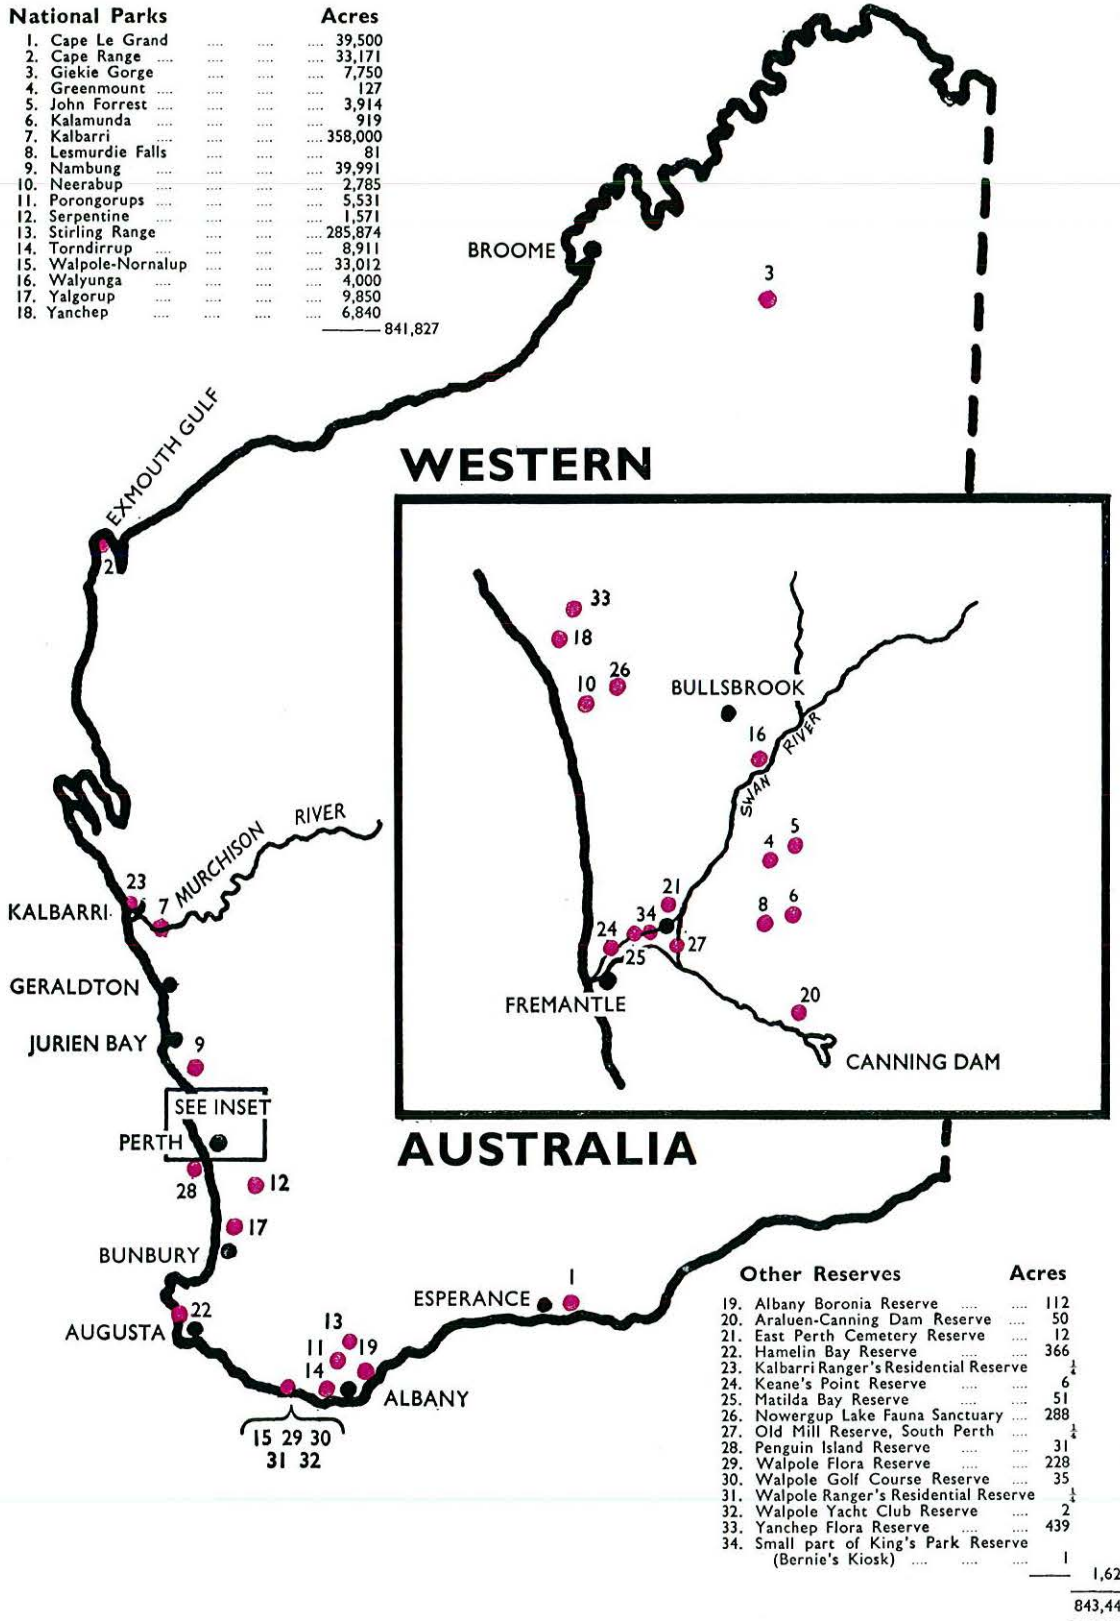 National Parks Acres
1. Cape Le Grand .... .... .... 39,500
2. Cape Range .... .... .... 33,171
3. Giekie Gorge .... .... .... 7,750
4. Greenmount .... .... .... 127
5. John Forrest .... .... .... 3,914
6. Kalamunda .... .... .... 919
7. Kalbarri .... .... .... 358,000
8. Lesmurdie Falls .... .... 81
9. Nambung .... .... .... 39,991
10. Neerabup .... .... .... 2,785
11. Porongorups .... .... .... 5,531
12. Serpentine .... .... .... 1,571
13. Stirling Range .... .... .... 285,874
14. Torndirrup .... .... .... 8,911
15. Walpole-Nornalup .... .... .... 33,012
16. Walyunga .... .... .... 4,000
17. Yalgorup .... .... .... 9,850
18. Yanchep .... .... .... .... 6,840
841,827
BROOME
3
EXMOUTH GULF
2
WESTERN
33
18
26
10
BULLSBROOK
16
SWAN RIVER
5
4
6
8
21
34
24
25
27
FREMANTLE
20
CANNING DAM
MURCHISON RIVER
23
7
KALBARRI
GERALDTON
JURIEN BAY
9
SEE INSET
PERTH
AUSTRALIA
28
12
17
BUNBURY
22
AUGUSTA
ESPERANCE
1
13
11 19
14
ALBANY
15 29 30
31 32
Other Reserves Acres
19. Albany Boronia Reserve .... .... 112
20. Araluen-Canning Dam Reserve .... 50
21. East Perth Cemetery Reserve .... 12
22. Hamelin Bay Reserve .... .... 366
23. Kalbarri Ranger's Residential Reserve ¼
24. Keane's Point Reserve .... .... 6
25. Matilda Bay Reserve .... .... 51
26. Nowergup Lake Fauna Sanctuary .... 288
27. Old Mill Reserve, South Perth .... ¼
28. Penguin Island Reserve .... .... 31
29. Walpole Flora Reserve .... .... 228
30. Walpole Golf Course Reserve .... 35
31. Walpole Ranger's Residential Reserve ¼
32. Walpole Yacht Club Reserve .... 2
33. Yanchep Flora Reserve .... .... 439
34. Small part of King's Park Reserve
(Bernie's Kiosk) .... .... .... 1
1,62
843,44